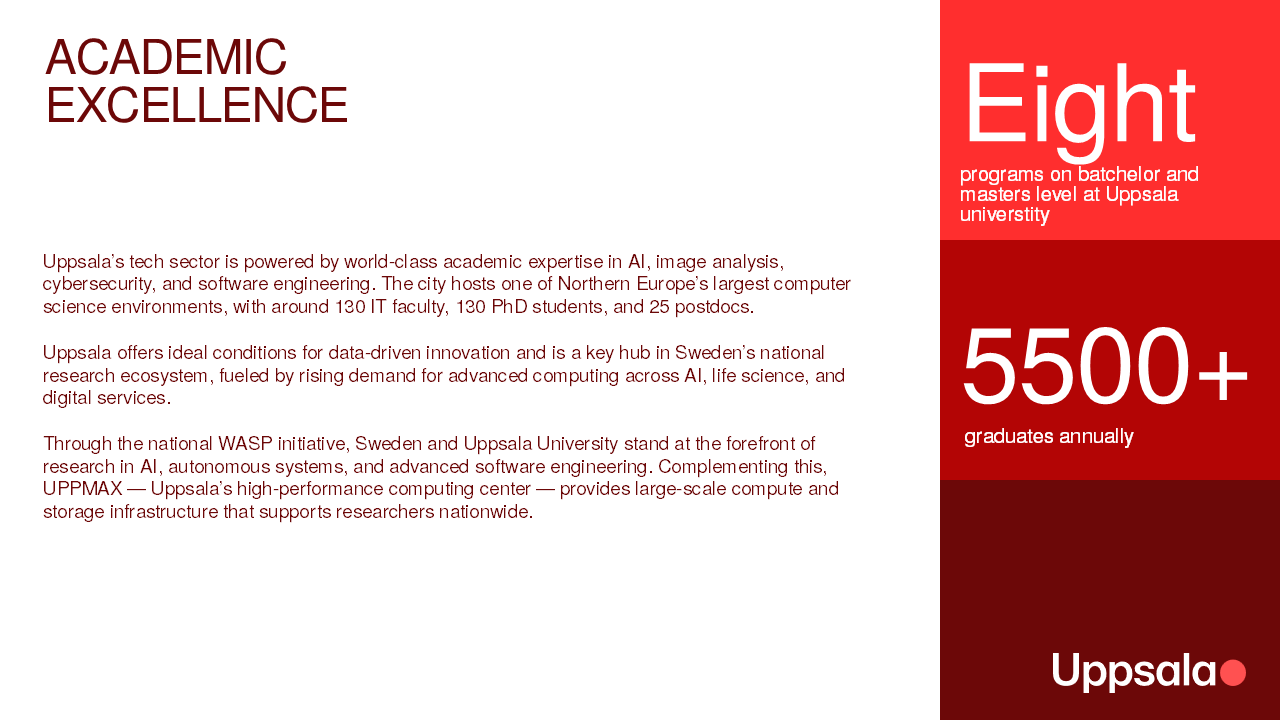 ACADEMIC
EXCELLENCE
Uppsala’s tech sector is powered by world-class academic expertise in AI, image analysis,
cybersecurity, and software engineering. The city hosts one of Northern Europe’s largest computer
science environments, with around 130 IT faculty, 130 PhD students, and 25 postdocs.
Uppsala offers ideal conditions for data-driven innovation and is a key hub in Sweden’s national
research ecosystem, fueled by rising demand for advanced computing across AI, life science, and
digital services.
Through the national WASP initiative, Sweden and Uppsala University stand at the forefront of
research in AI, autonomous systems, and advanced software engineering. Complementing this,
UPPMAX — Uppsala’s high-performance computing center — provides large-scale compute and
storage infrastructure that supports researchers nationwide.
Eight
programs on batchelor and
masters level at Uppsala
universtity
5500+
graduates annually
Uppsala